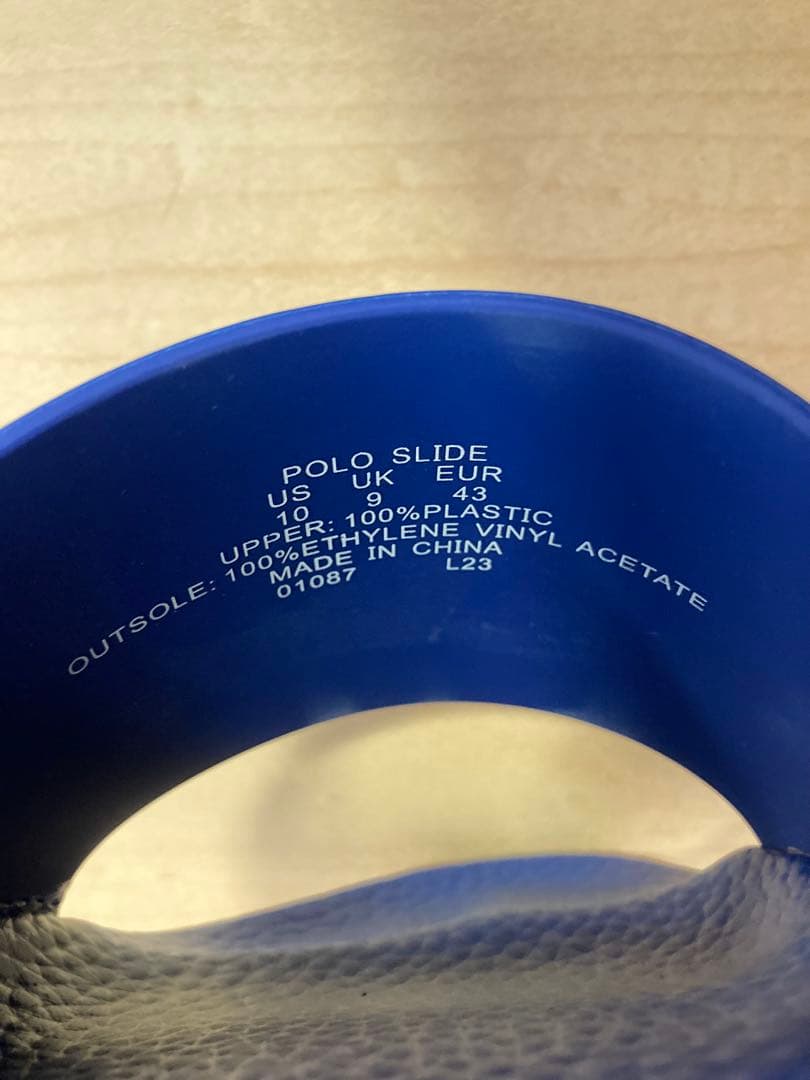 POLO SLIDE
US UK EUR
10 9 43
UPPER: 100%PLASTIC
OUTSOLE: 100%ETHYLENE VINYL ACETATE
MADE IN CHINA
01087 L23